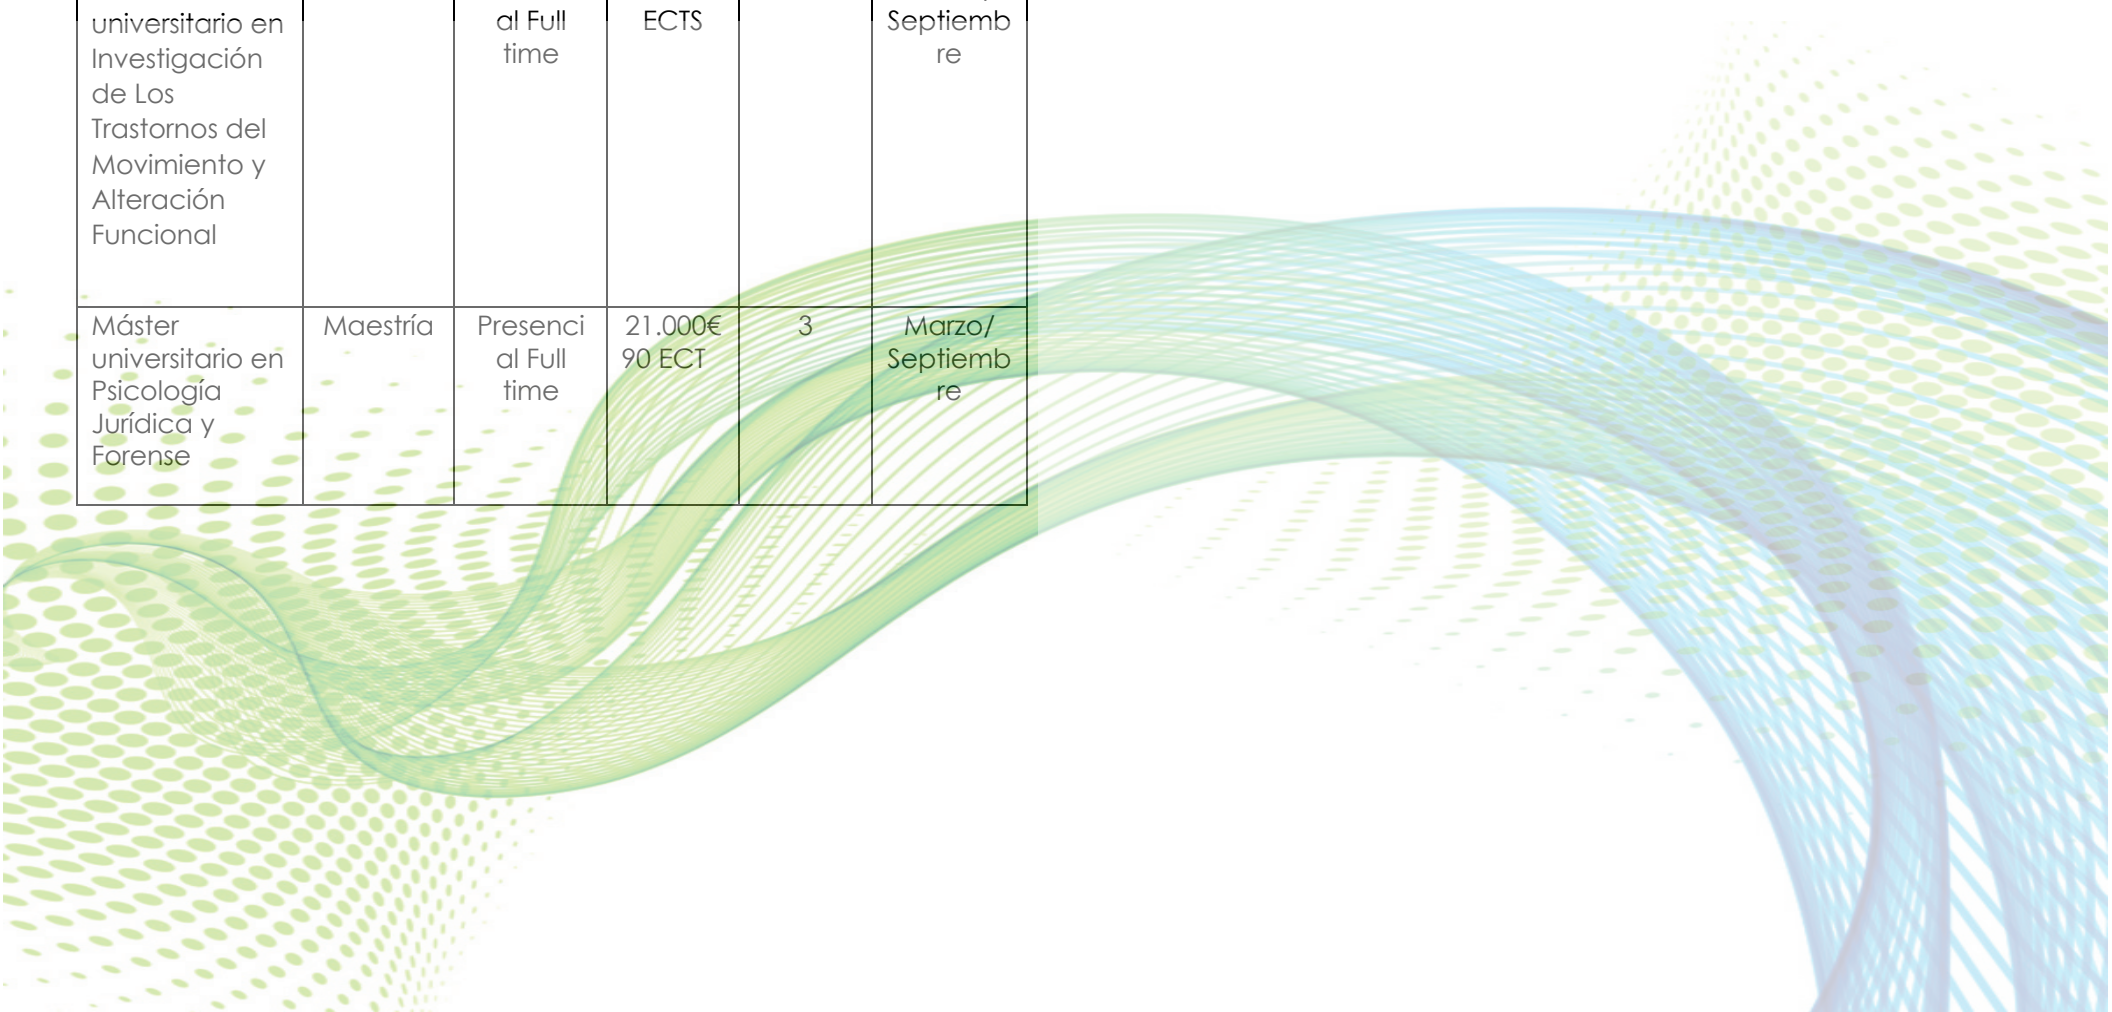 universitario en
Investigación
de Los
Trastornos del
Movimiento y
Alteración
Funcional
al Full
time
ECTS
Septiemb
re
Máster
universitario en
Psicología
Jurídica y
Forense
Maestría
Presenci
al Full
time
21.000€
90 ECT
3
Marzo/
Septiemb
re